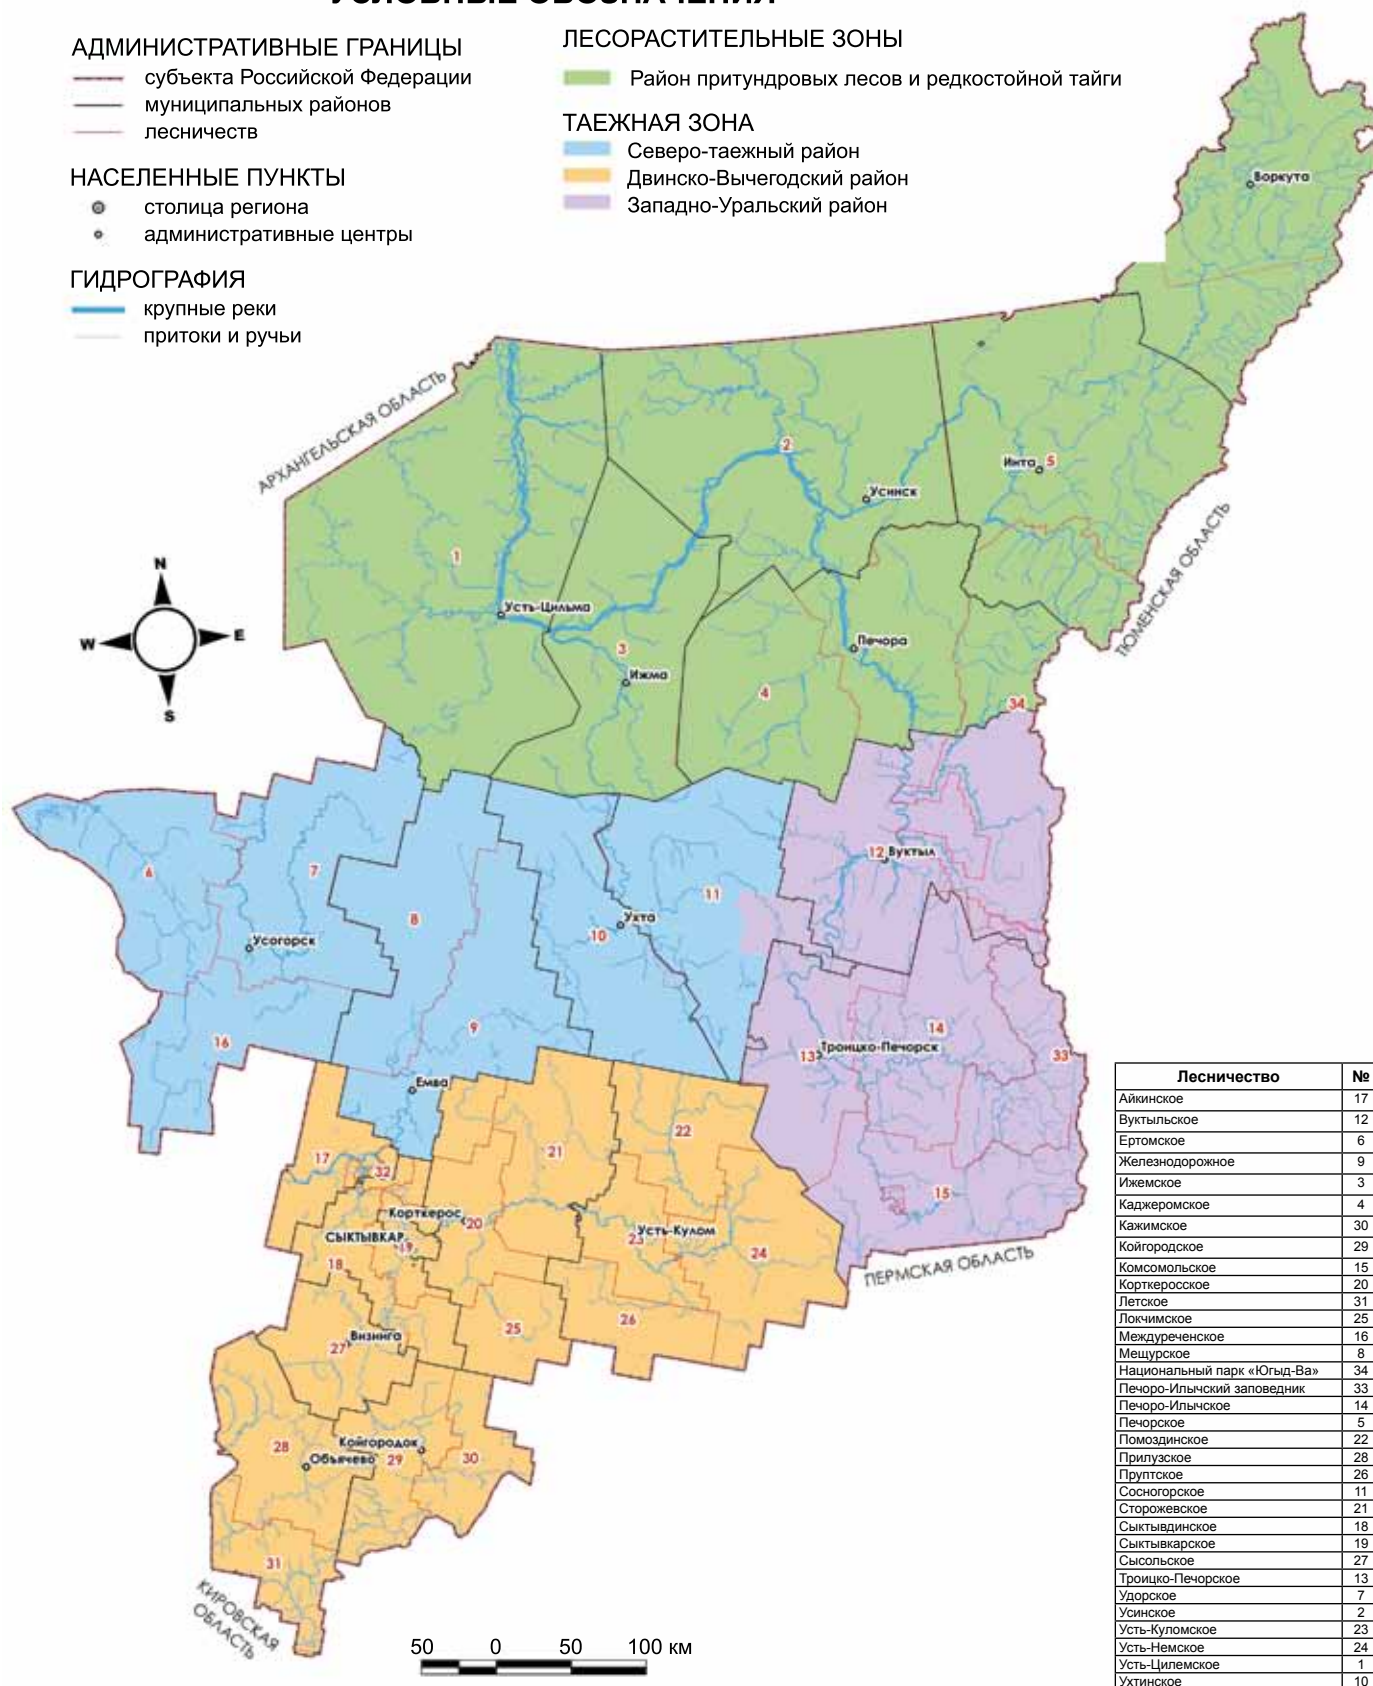 УСЛОВНЫЕ ОБОЗНАЧЕНИЯ
АДМИНИСТРАТИВНЫЕ ГРАНИЦЫ
субъекта Российской Федерации
муниципальных районов
лесничеств
НАСЕЛЕННЫЕ ПУНКТЫ
столица региона
административные центры
ГИДРОГРАФИЯ
крупные реки
притоки и ручьи
ЛЕСОРАСТИТЕЛЬНЫЕ ЗОНЫ
Район притундровых лесов и редкостойной тайги
ТАЕЖНАЯ ЗОНА
Северо-таежный район
Двинско-Вычегодский район
Западно-Уральский район
Воркута
АРХАНГЕЛЬСКАЯ ОБЛАСТЬ
2
Инта 5
Усинск
ТЮМЕНСКАЯ ОБЛАСТЬ
1
N
W
E
S
Усть-Цильма
3
Печора
Ижма
4
34
6
7
12 Вуктыл
11
8
Ухта
10
Усогорск
9
14
16
13 Троицко-Печорск
33
Емва
22
21
17
32
15
Корткерос 20
СЫКТЫВКАР
19
Усть-Кулом
23
24
18
ПЕРМСКАЯ ОБЛАСТЬ
26
25
Визинга
27
Койгородок
28
Объячево 29
30
31
КИРОВСКАЯ
ОБЛАСТЬ
50 0 50 100 км
Лесничество №
Айкинское 17
Вуктыльское 12
Ертомское 6
Железнодорожное 9
Ижемское 3
Каджеромское 4
Кажимское 30
Койгородское 29
Комсомольское 15
Корткеросское 20
Летское 31
Локчимское 25
Междуреченское 16
Мещурское 8
Национальный парк «Югыд-Ва» 34
Печоро-Илычский заповедник 33
Печоро-Илычское 14
Печорское 5
Помоздинское 22
Прилузское 28
Пруптское 26
Сосногорское 11
Сторожевское 21
Сыктывдинское 18
Сыктывкарское 19
Сысольское 27
Троицко-Печорское 13
Удорское 7
Усинское 2
Усть-Куломское 23
Усть-Немское 24
Усть-Цилемское 1
Ухтинское 10